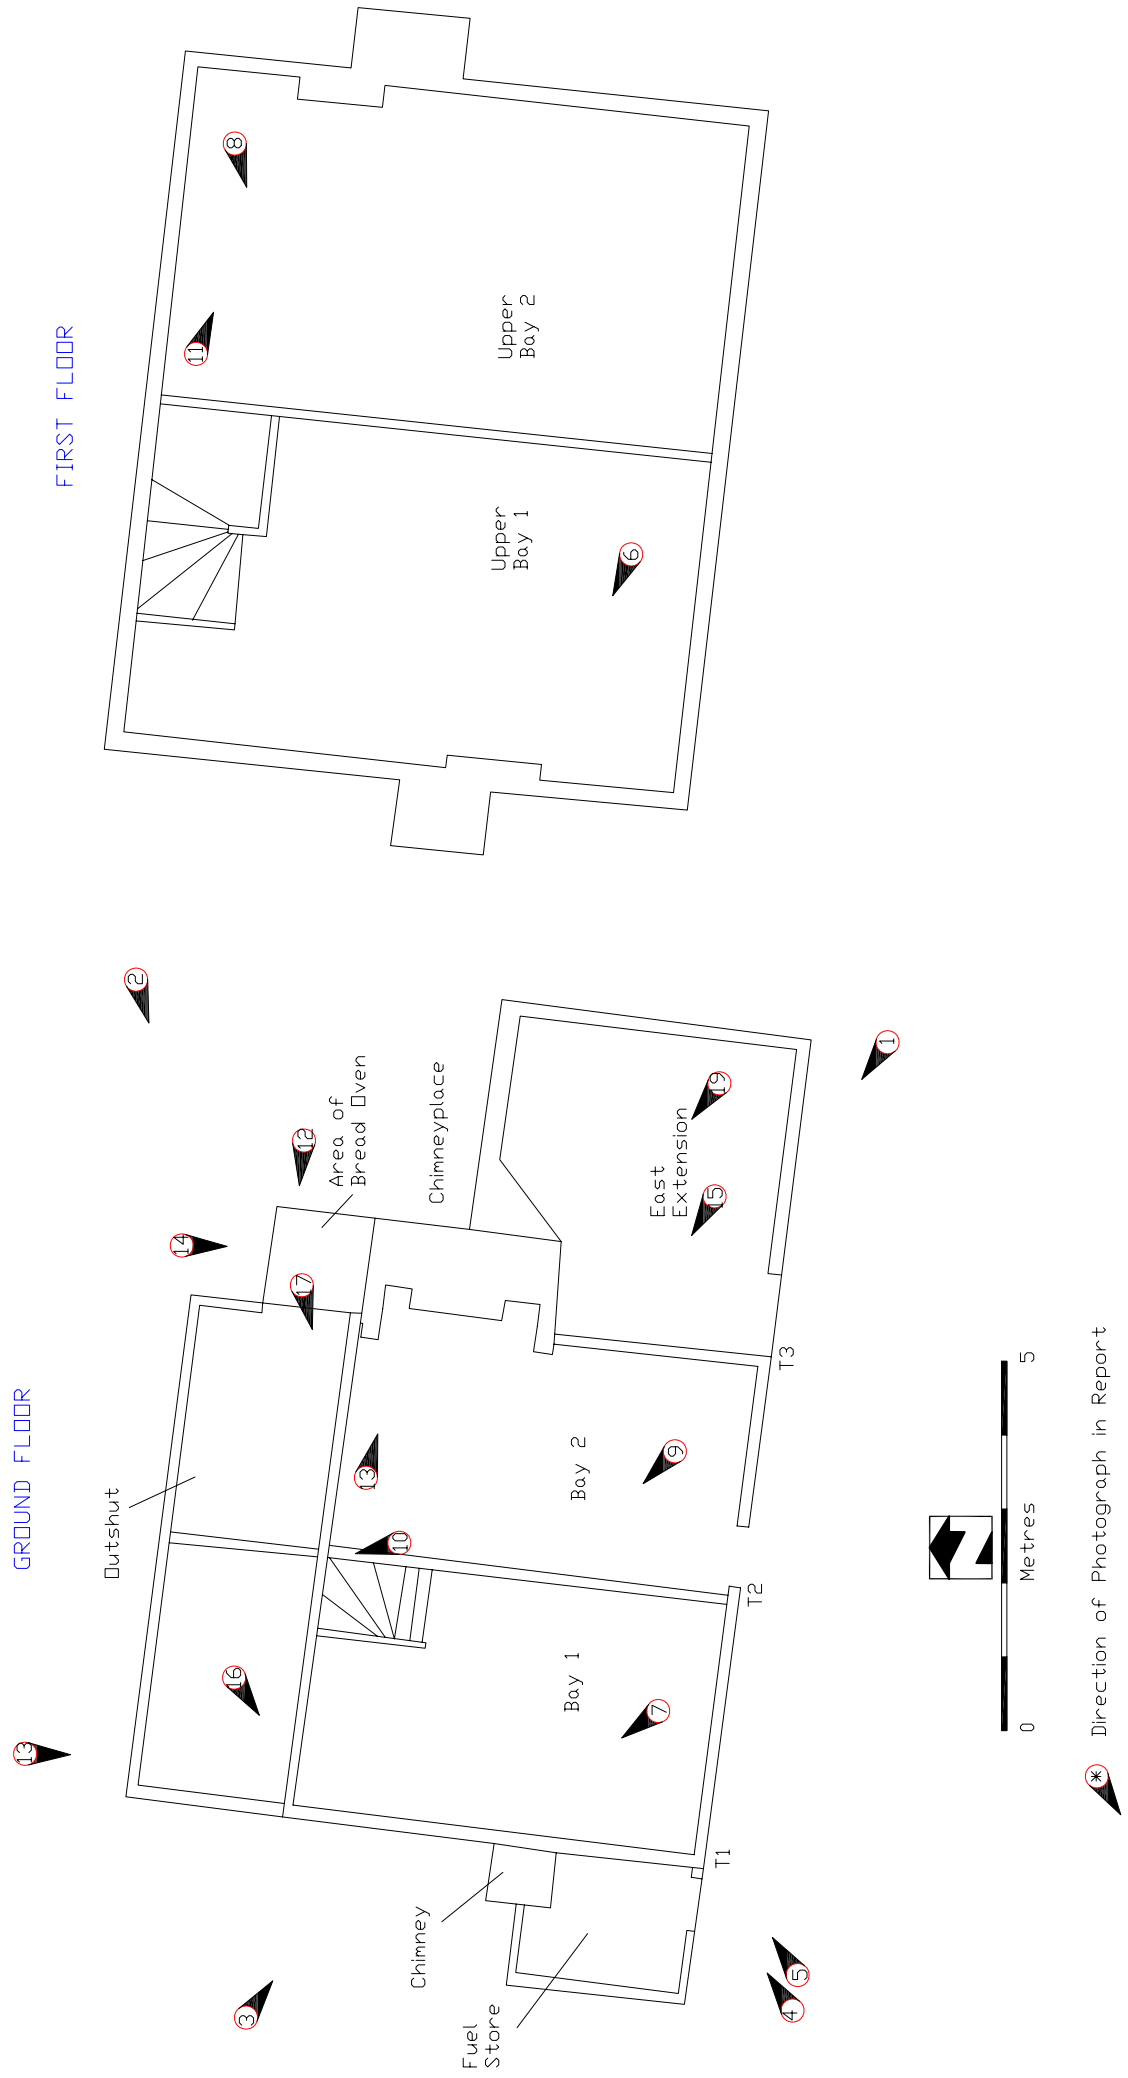 GROUND FLOOR
13
Outshut
2
14
16
3
17
12
Area of
Bread Oven
13
10
Chimney
Chimneyplace
Fuel
Store
Bay 1
Bay 2
East
Extension
7
9
15
19
T1
T2
T3
4
5
1
FIRST FLOOR
11
8
Upper
Bay 1
Upper
Bay 2
6
N
0 Metres 5
* Direction of Photograph in Report